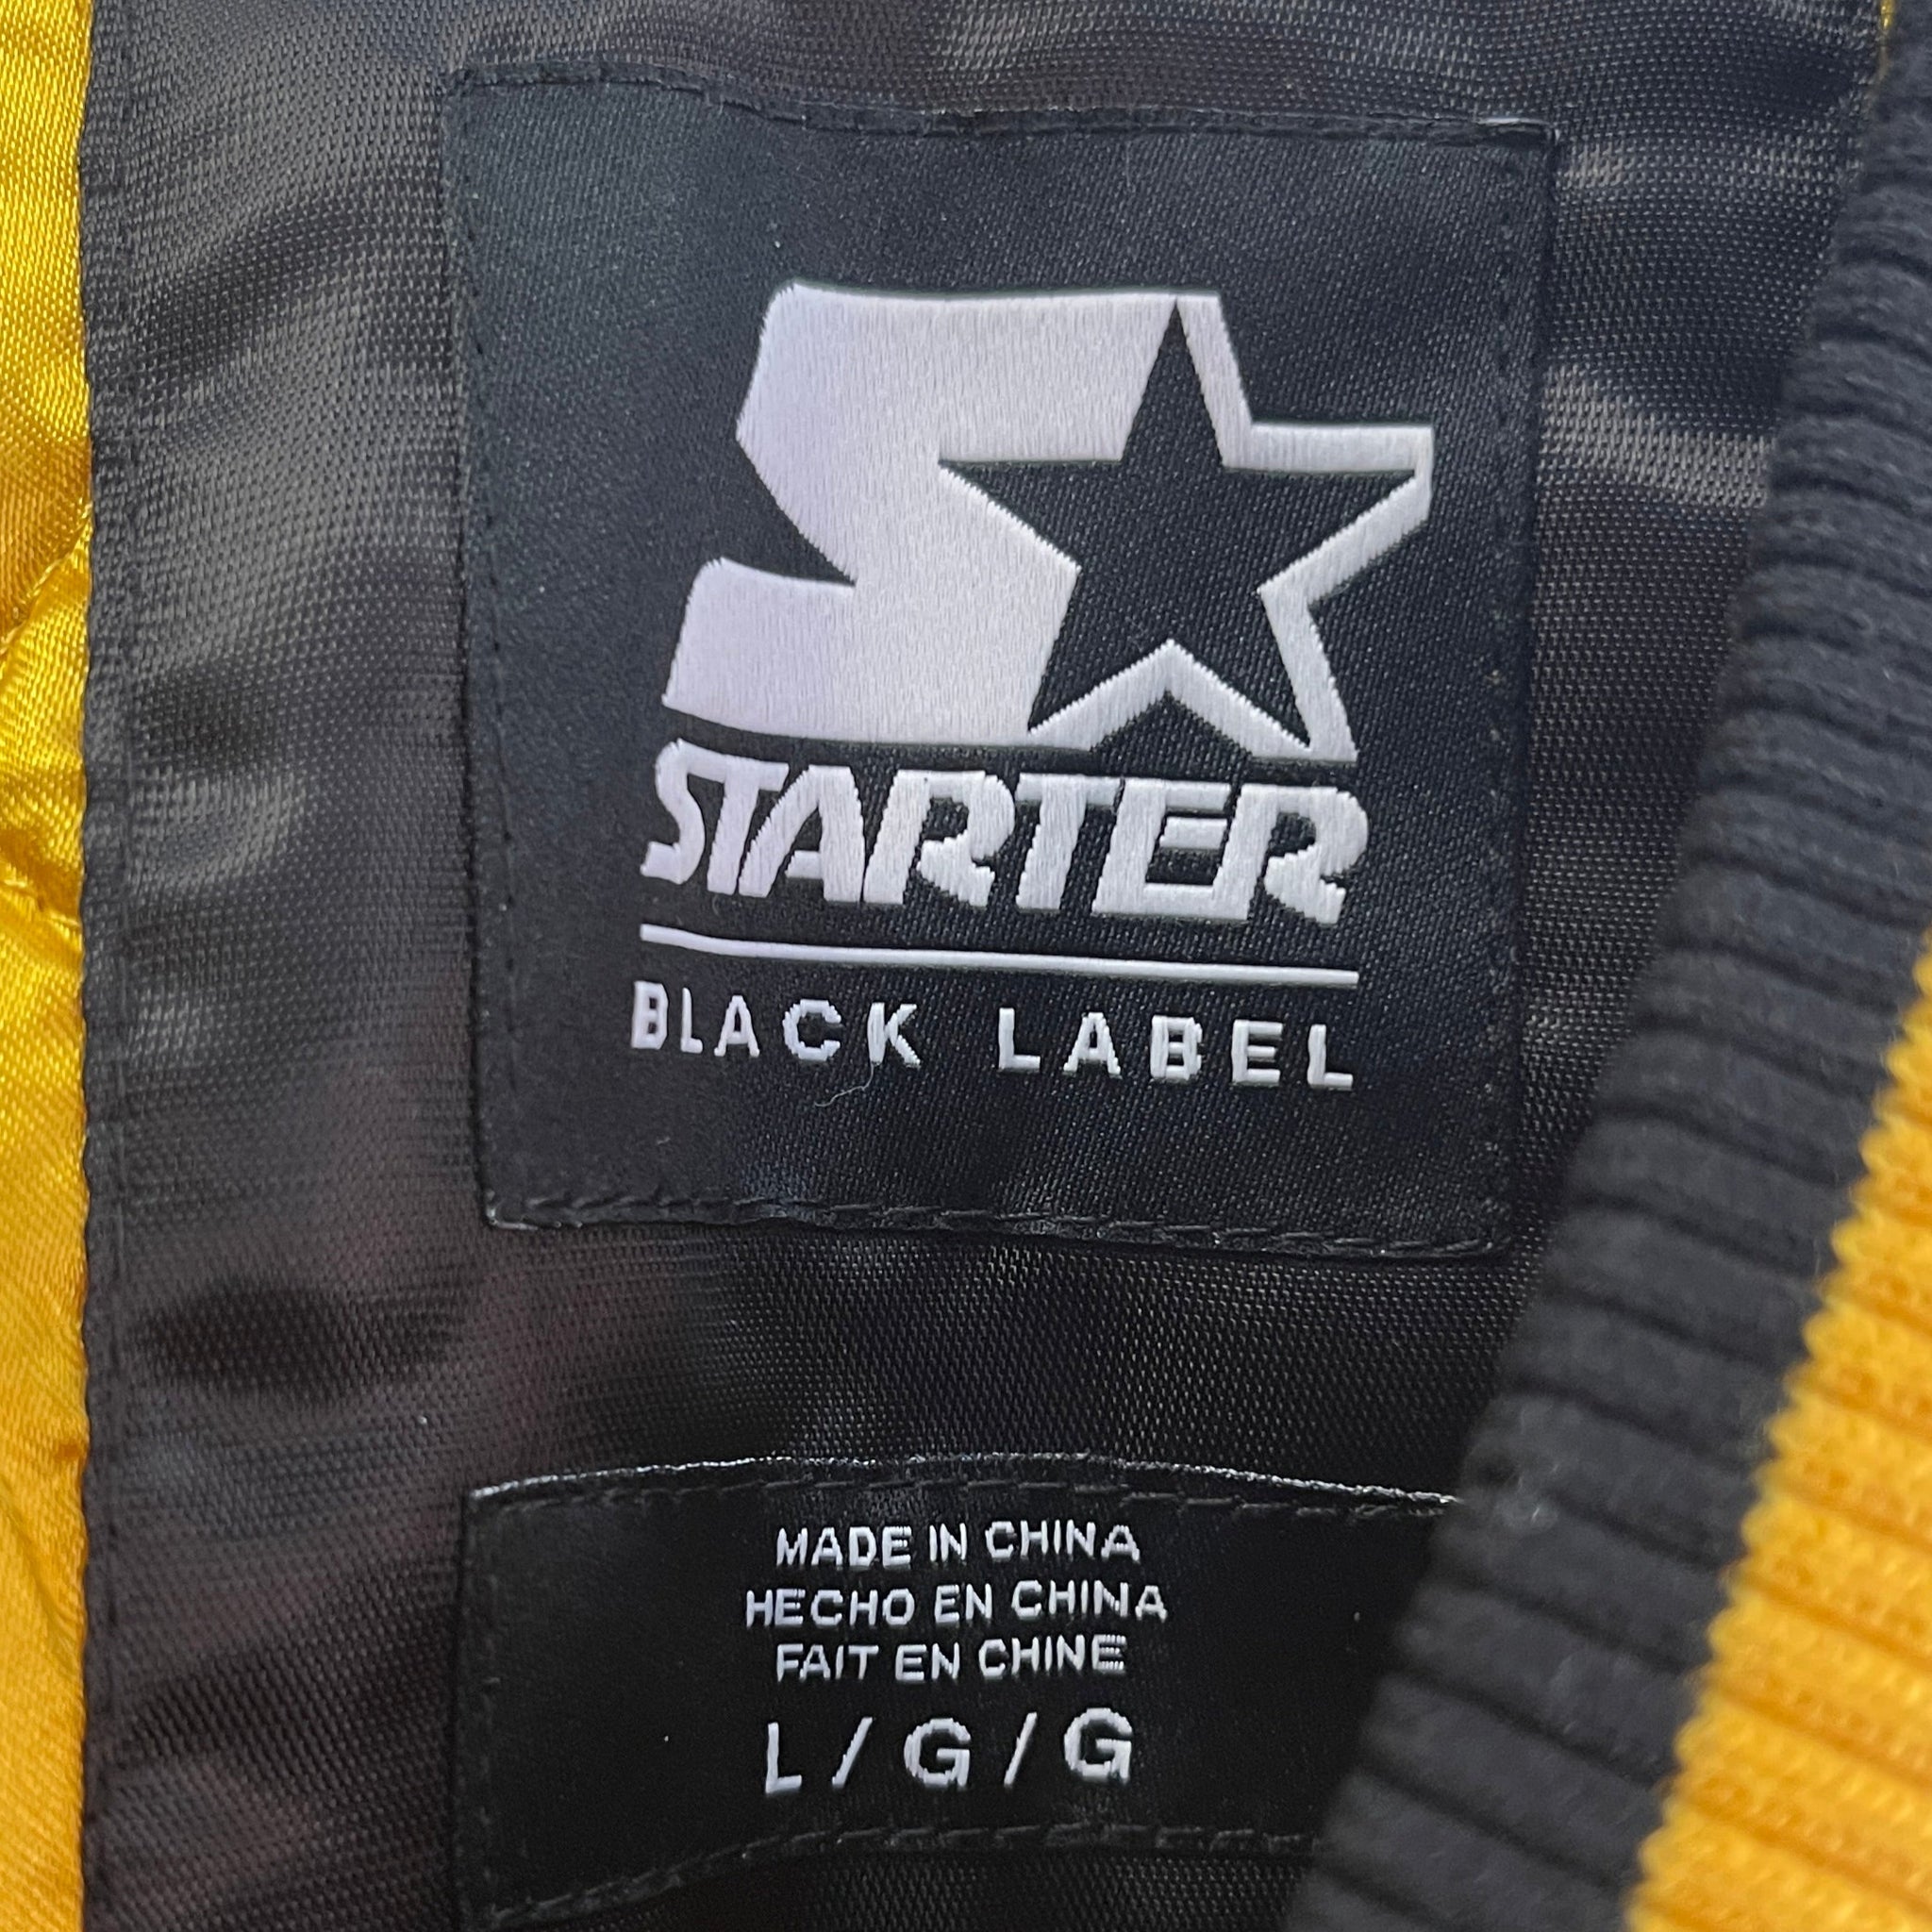 STARTER
BLACK LABEL
MADE IN CHINA
HECHO EN CHINA
FAIT EN CHINE
L / G / G